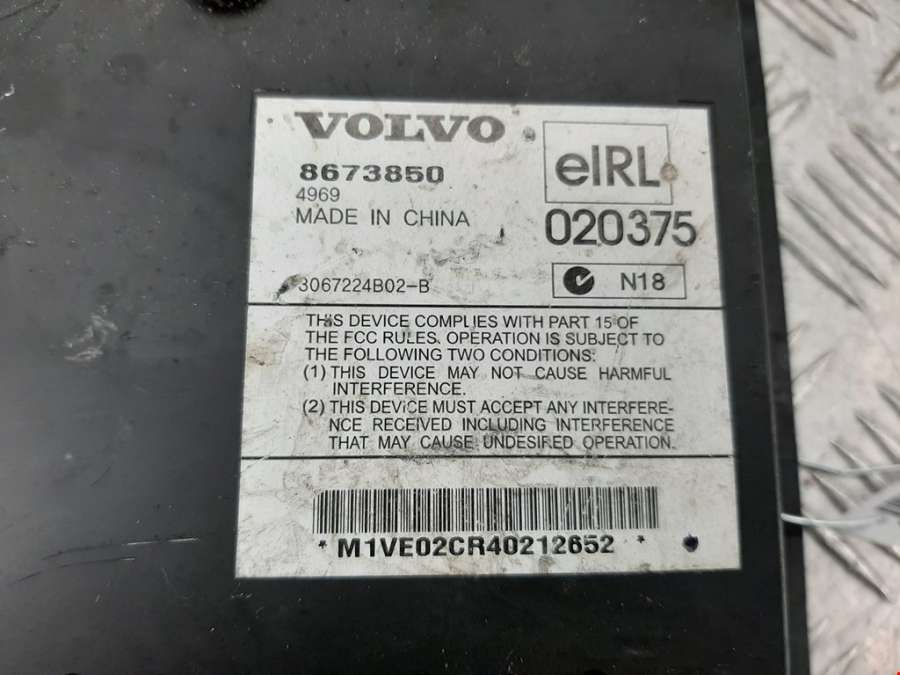 VOLVO
8673850
4969
MADE IN CHINA
eIRL
020375
N18
3067224B02-B
THIS DEVICE COMPLIES WITH PART 15 OF
THE FCC RULES. OPERATION IS SUBJECT TO
THE FOLLOWING TWO CONDITIONS:
(1) THIS DEVICE MAY NOT CAUSE HARMFUL
INTERFERENCE.
(2) THIS DEVICE MUST ACCEPT ANY INTERFERE-
NCE RECEIVED INCLUDING INTERFERENCE
THAT MAY CAUSE UNDESIRED OPERATION.
* M1VE02CR40212652 *